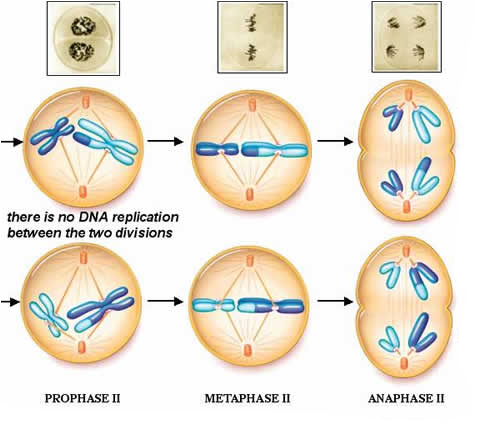 there is no DNA replication
between the two divisions
PROPHASE II
METAPHASE II
ANAPHASE II